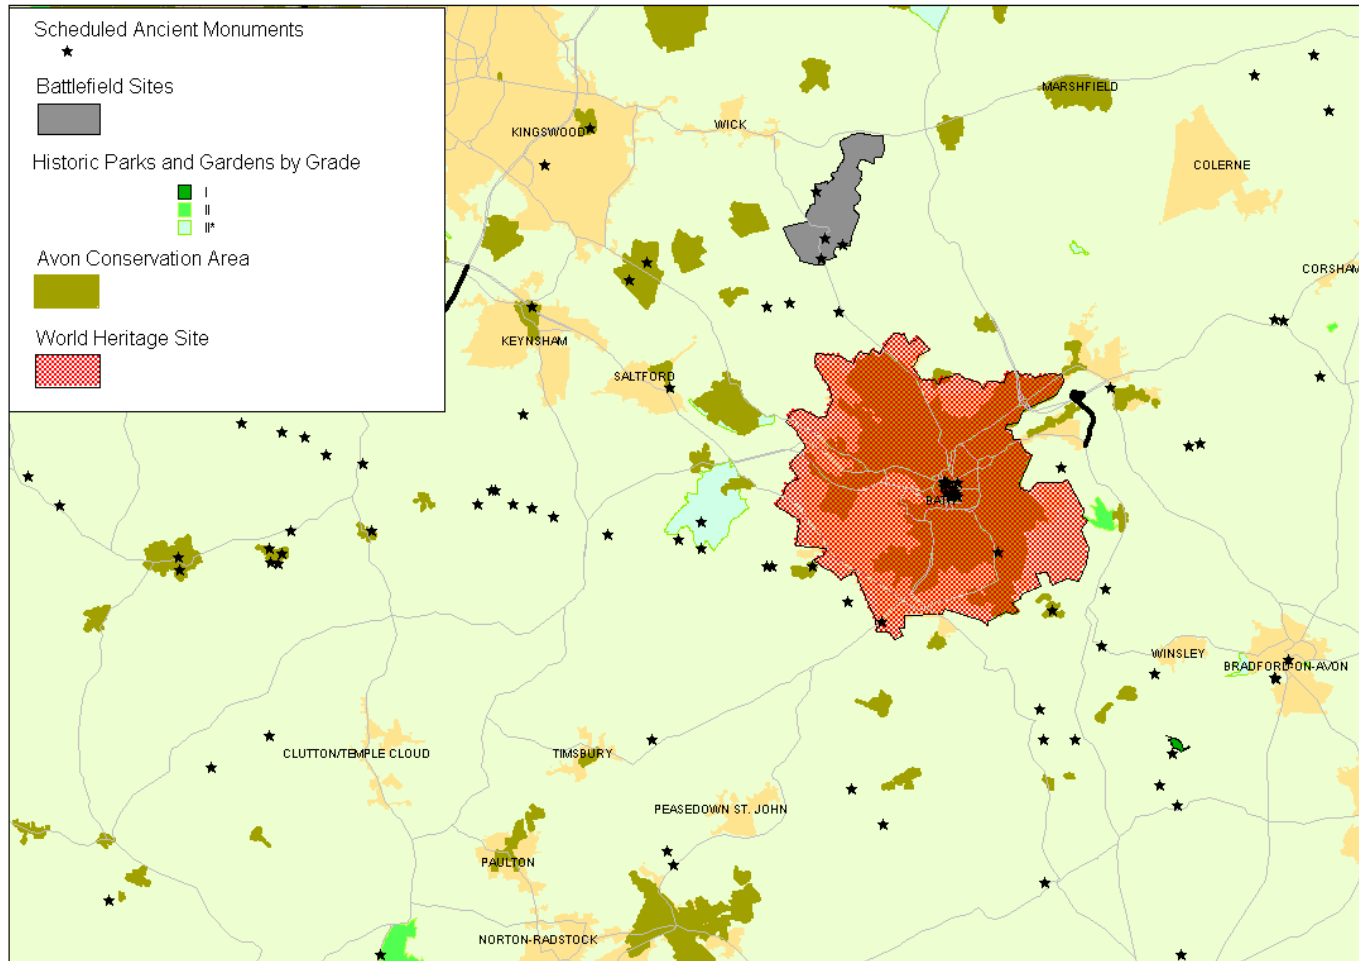 Scheduled Ancient Monuments
Battlefield Sites
Historic Parks and Gardens by Grade
I
II
II*
Avon Conservation Area
World Heritage Site
MARSHFIELD
KINGSWOOD
WICK
COLERNE
CORSHAM
KEYNSHAM
SALTFORD
BATH
WINSLEY
BRADFORD-ON-AVON
CLUTTON/TEMPLE CLOUD
TIMSBURY
PEASEDOWN ST. JOHN
PAULTON
NORTON-RADSTOCK